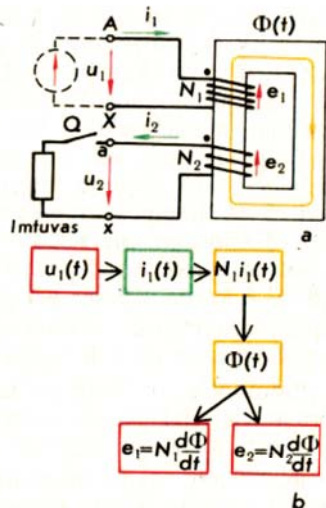 A i₁ Φ(t)
u₁ N₁ e₁
X i₂
Q a N₂ e₂
u₂
Imtuvas x a
u₁(t) i₁(t) N₁i₁(t)
Φ(t)
e₁=N₁dΦ/dt e₂=N₂dΦ/dt
b